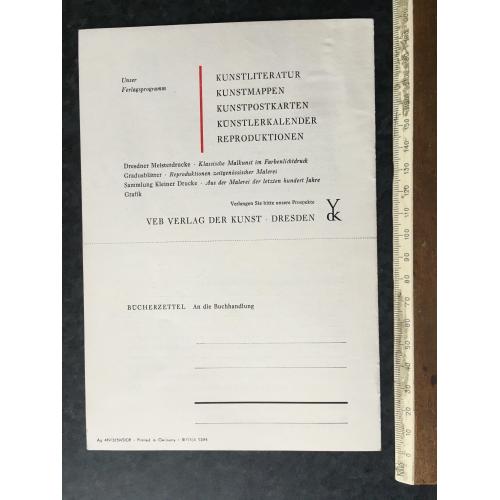 Unser
Verlagsprogramm
KUNSTLITERATUR
KUNSTMAPPEN
KUNSTPOSTKARTEN
KÜNSTLERKALENDER
REPRODUKTIONEN
Dresdner Meisterdrucke · Klassische Malkunst im Farbenlichtdruck
Gradusblätter · Reproduktionen zeitgenössischer Malerei
Sammlung Kleiner Drucke · Aus der Malerei der letzten hundert Jahre
Grafik
Verlangen Sie bitte unsere Prospekte
VEB VERLAG DER KUNST · DRESDEN
BÜCHERZETTEL An die Buchhandlung
Printed in Germany